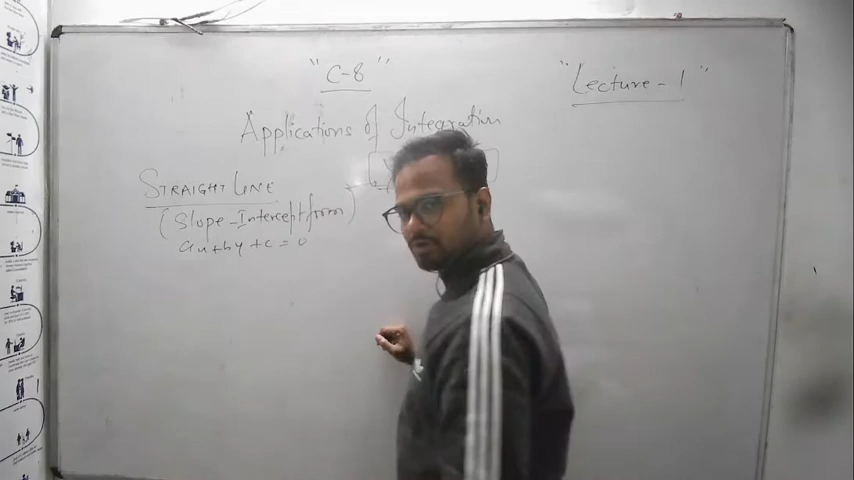 "C-8"
"Lecture-1"
Applications of Integration
STRAIGHT LINE
(Slope-Intercept form)
ax+by+c=0